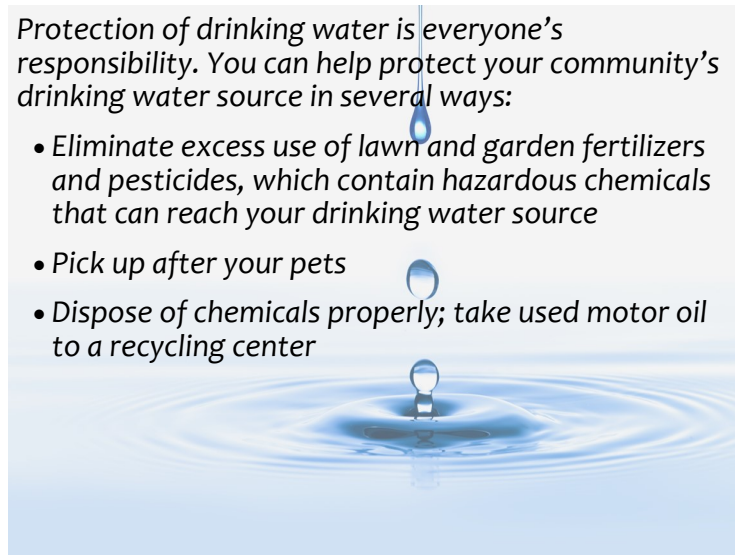 Protection of drinking water is everyone’s
responsibility. You can help protect your community’s
drinking water source in several ways:
• Eliminate excess use of lawn and garden fertilizers
and pesticides, which contain hazardous chemicals
that can reach your drinking water source
• Pick up after your pets
• Dispose of chemicals properly; take used motor oil
to a recycling center